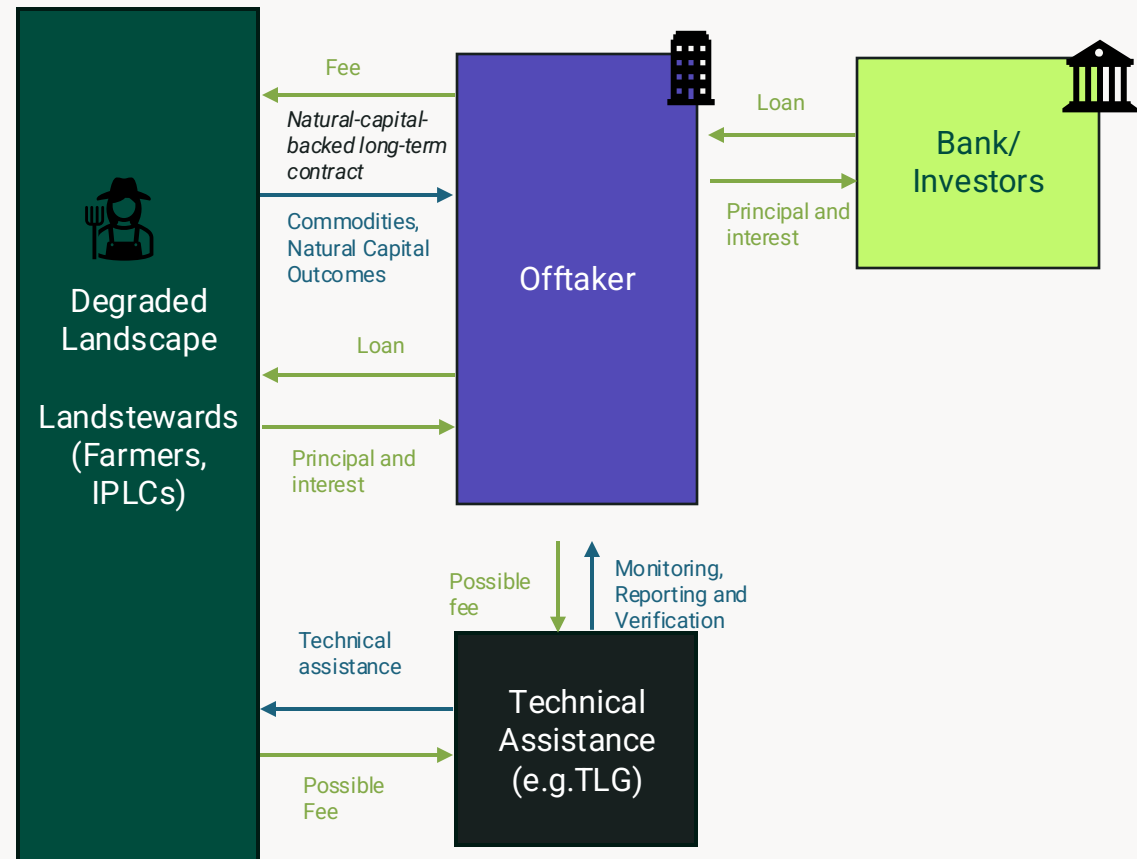 Fee
Natural-capital-
backed long-term
contract
Commodities,
Natural Capital
Outcomes
Loan
Principal and
interest
Degraded
Landscape
Landstewards
(Farmers,
IPLCs)
Offtaker
Loan
Principal and
interest
Bank/
Investors
Possible
fee
Monitoring,
Reporting and
Verification
Technical
assistance
Possible
Fee
Technical
Assistance
(e.g.TLG)